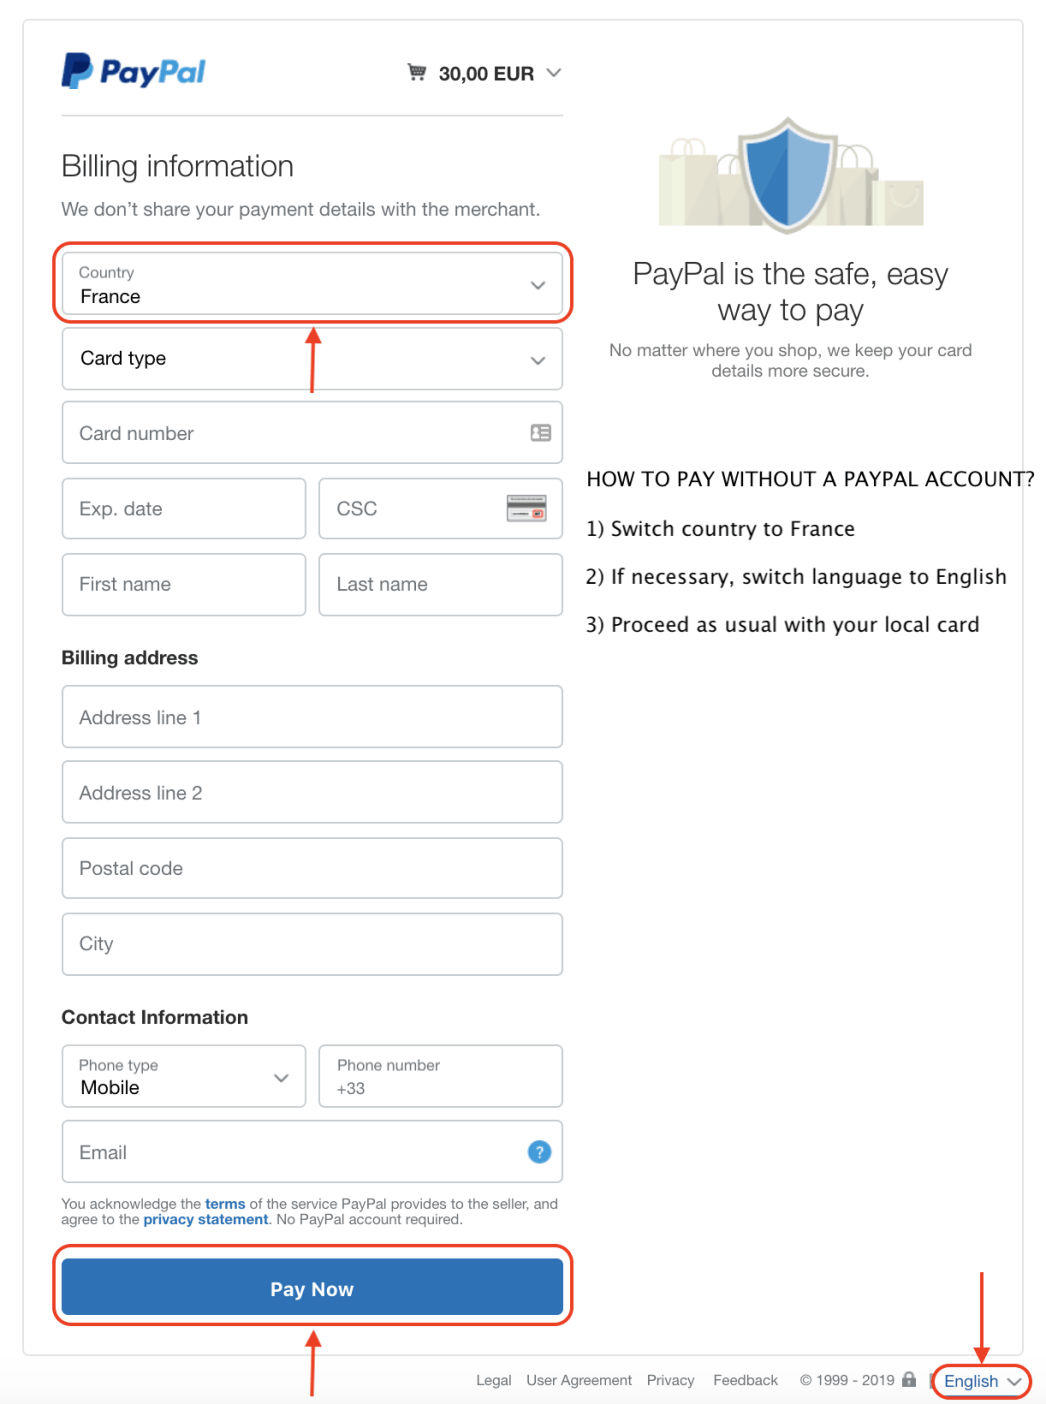 PayPal
30,00 EUR
Billing information
We don't share your payment details with the merchant.
Country
France
Card type
Card number
Exp. date
CSC
First name
Last name
Billing address
Address line 1
Address line 2
Postal code
City
Contact Information
Phone type
Mobile
Phone number
+33
Email
?
You acknowledge the terms of the service PayPal provides to the seller, and
agree to the privacy statement. No PayPal account required.
Pay Now
PayPal is the safe, easy
way to pay
No matter where you shop, we keep your card
details more secure.
HOW TO PAY WITHOUT A PAYPAL ACCOUNT?
1) Switch country to France
2) If necessary, switch language to English
3) Proceed as usual with your local card
Legal User Agreement Privacy Feedback © 1999 - 2019 | English